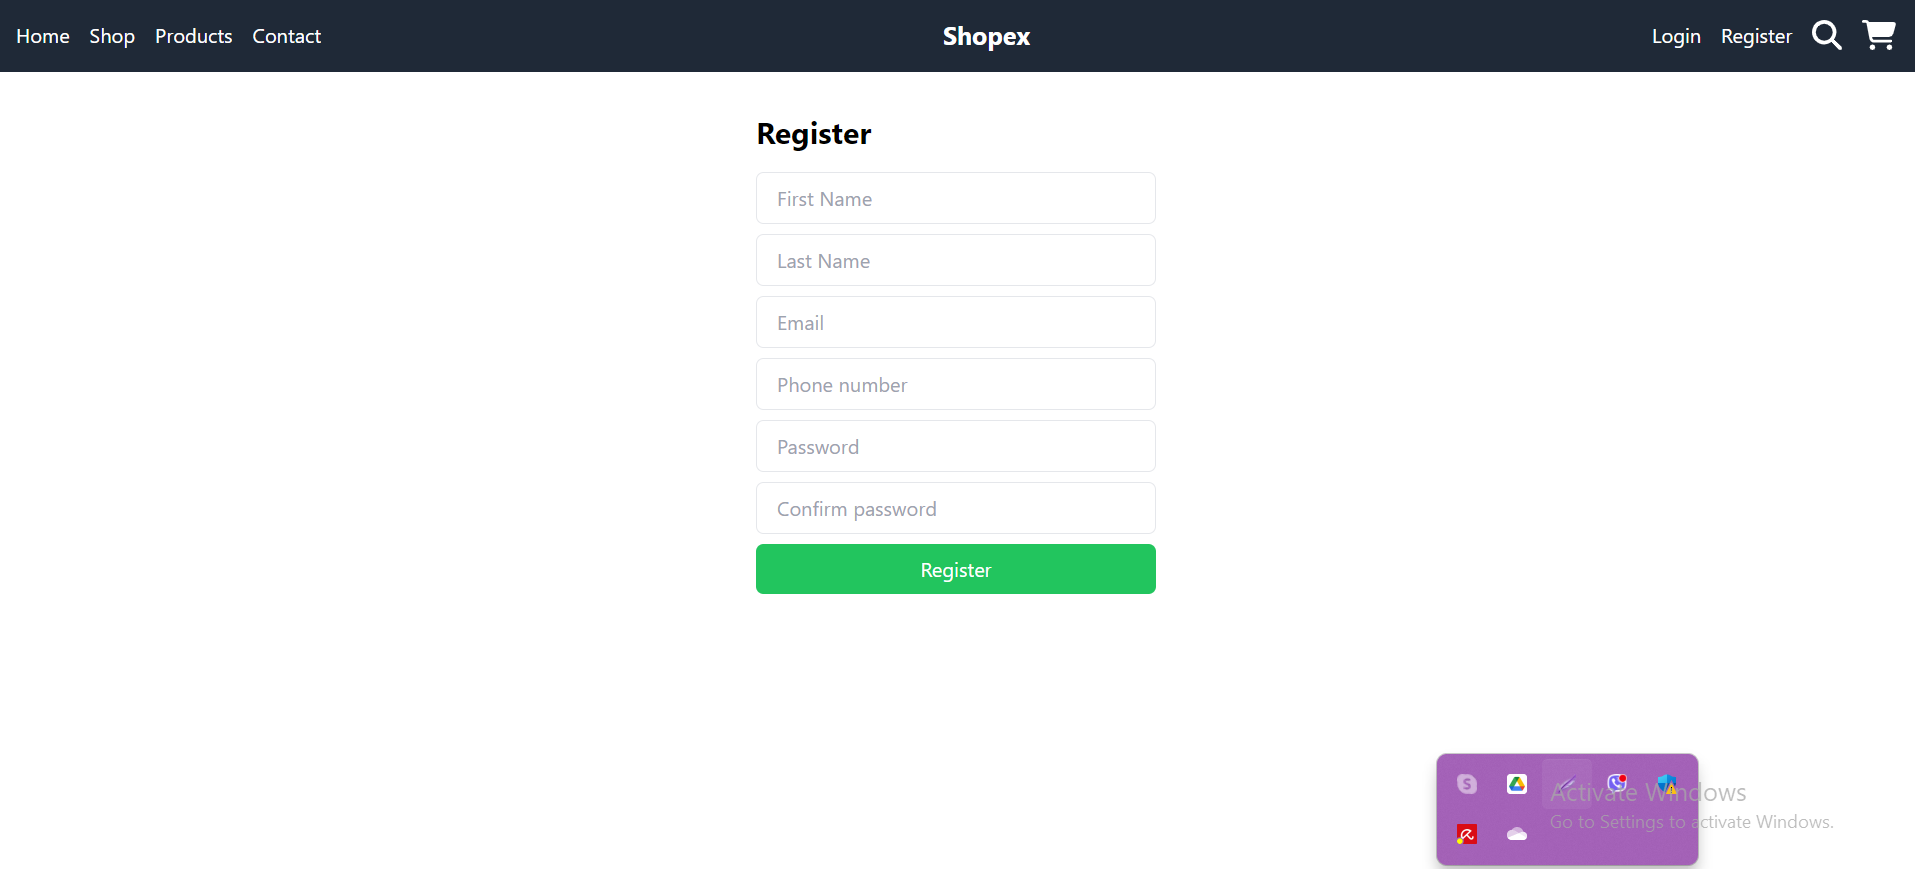 Home Shop Products Contact Shopex Login Register
Register
First Name
Last Name
Email
Phone number
Password
Confirm password
Register
Activate Windows
Go to Settings to activate Windows.